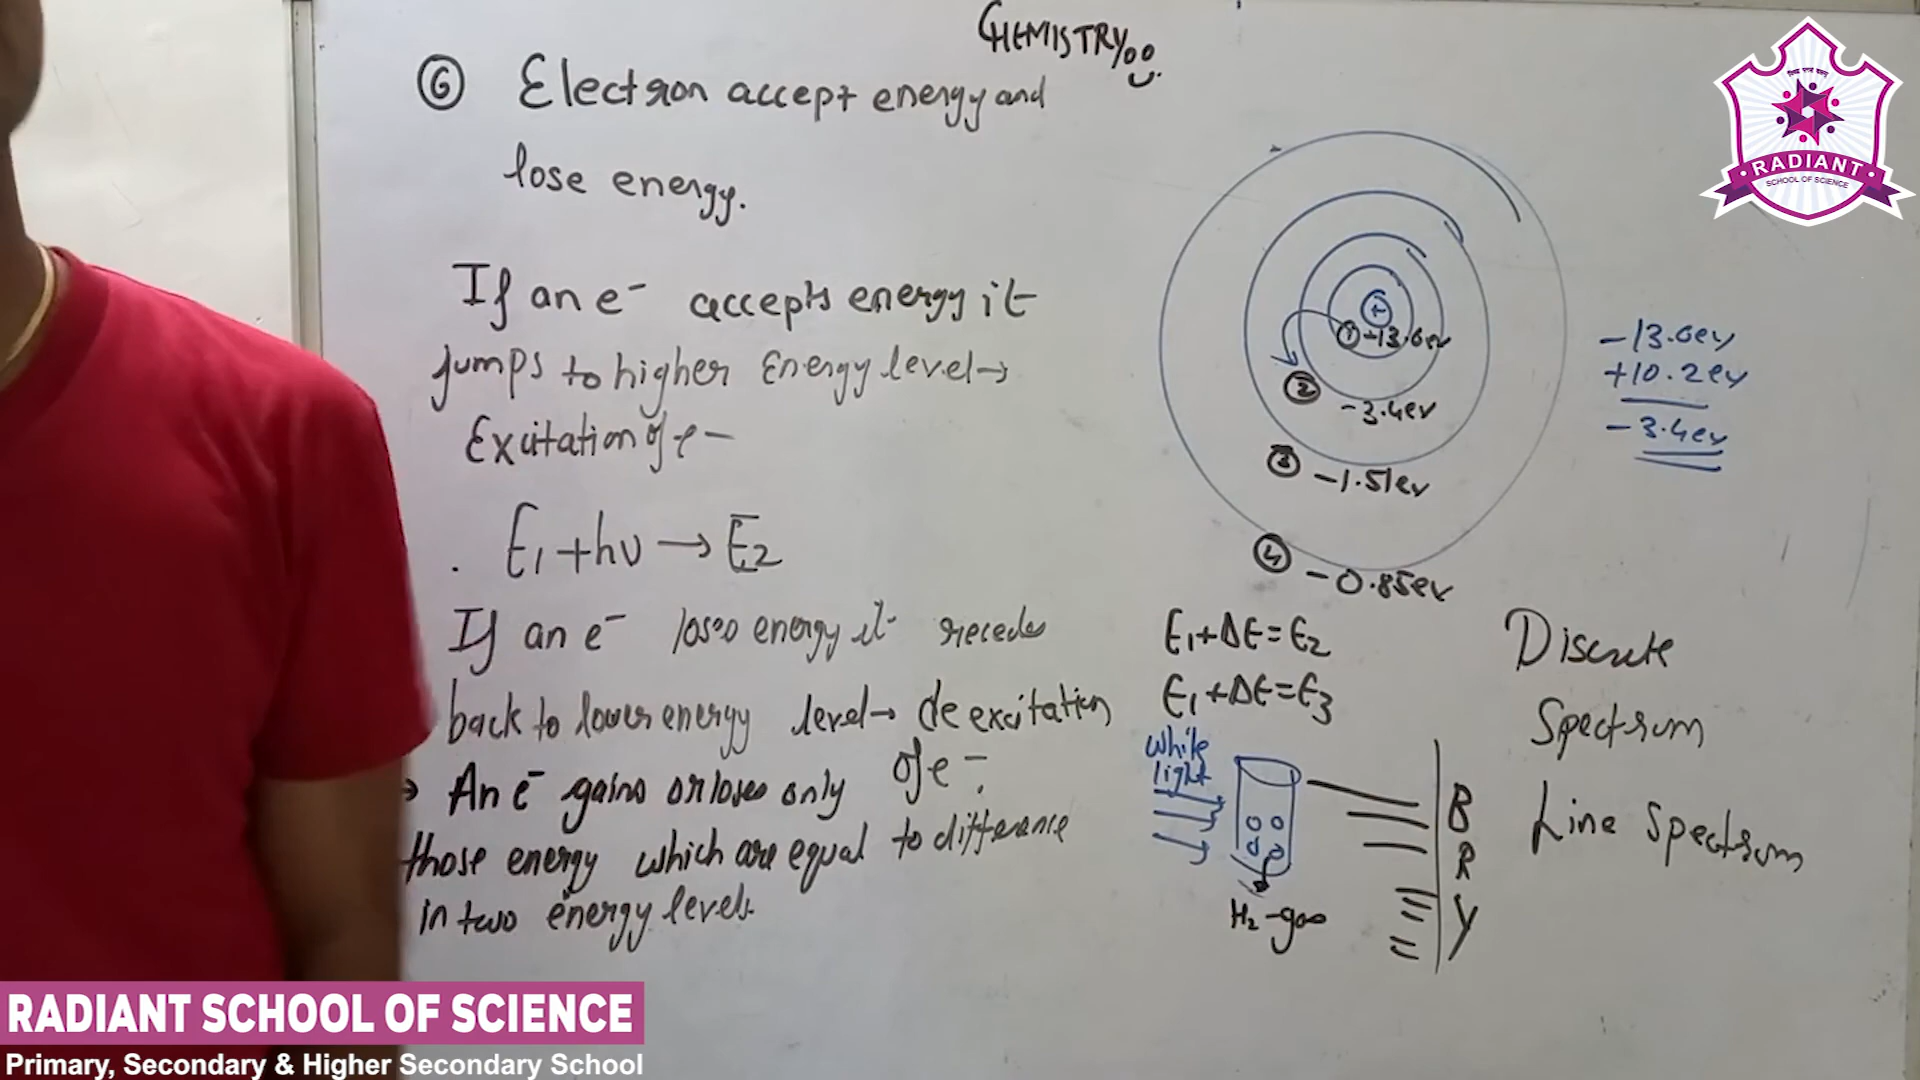 CHEMISTRY
⑥ Electron accept energy and
lose energy.
If an e⁻ accepts energy it
jumps to higher Energy level→
Excitation of e⁻
E1+hν→E2
If an e⁻ loses energy it recedes
back to lower energy level→ de excitation
of e⁻
→ An e⁻ gains or loses only
those energy which are equal to difference
in two energy levels.
+
① -13.6ev
② -3.4ev
③ -1.51ev
④ -0.85ev
-13.6ev
+10.2ev
-3.4ev
E1+ΔE=E2
E1+ΔE=E3
While
light
H2-gas
B
R
Y
Discrete
Spectrum
Line Spectrum
RADIANT
SCHOOL OF SCIENCE
RADIANT SCHOOL OF SCIENCE
Primary, Secondary & Higher Secondary School